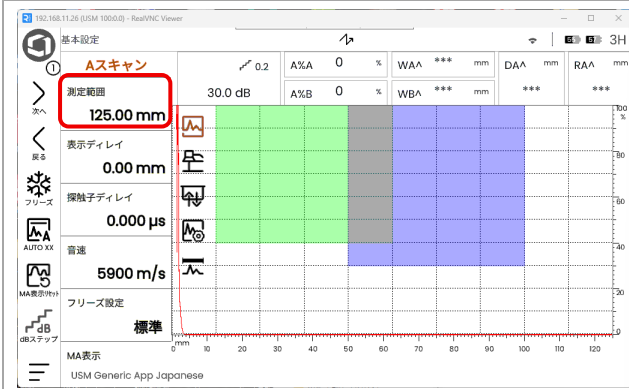 192.168.11.26 (USM 100:0.0) - RealVNC Viewer
基本設定
3H
1
Aスキャン
0.2
30.0 dB
A%A 0 %
A%B 0 %
WA^ *** mm
WB^ *** mm
DA^ mm
***
RA^ mm
***
次へ
戻る
フリーズ
AUTO XX
MA表示リセット
dB
dBステップ
測定範囲
125.00 mm
表示ディレイ
0.00 mm
探触子ディレイ
0.000 µs
音速
5900 m/s
フリーズ設定
標準
MA表示
100
%
80
60
40
20
0
mm
0 10 20 30 40 50 60 70 80 90 100 110 120
USM Generic App Japanese